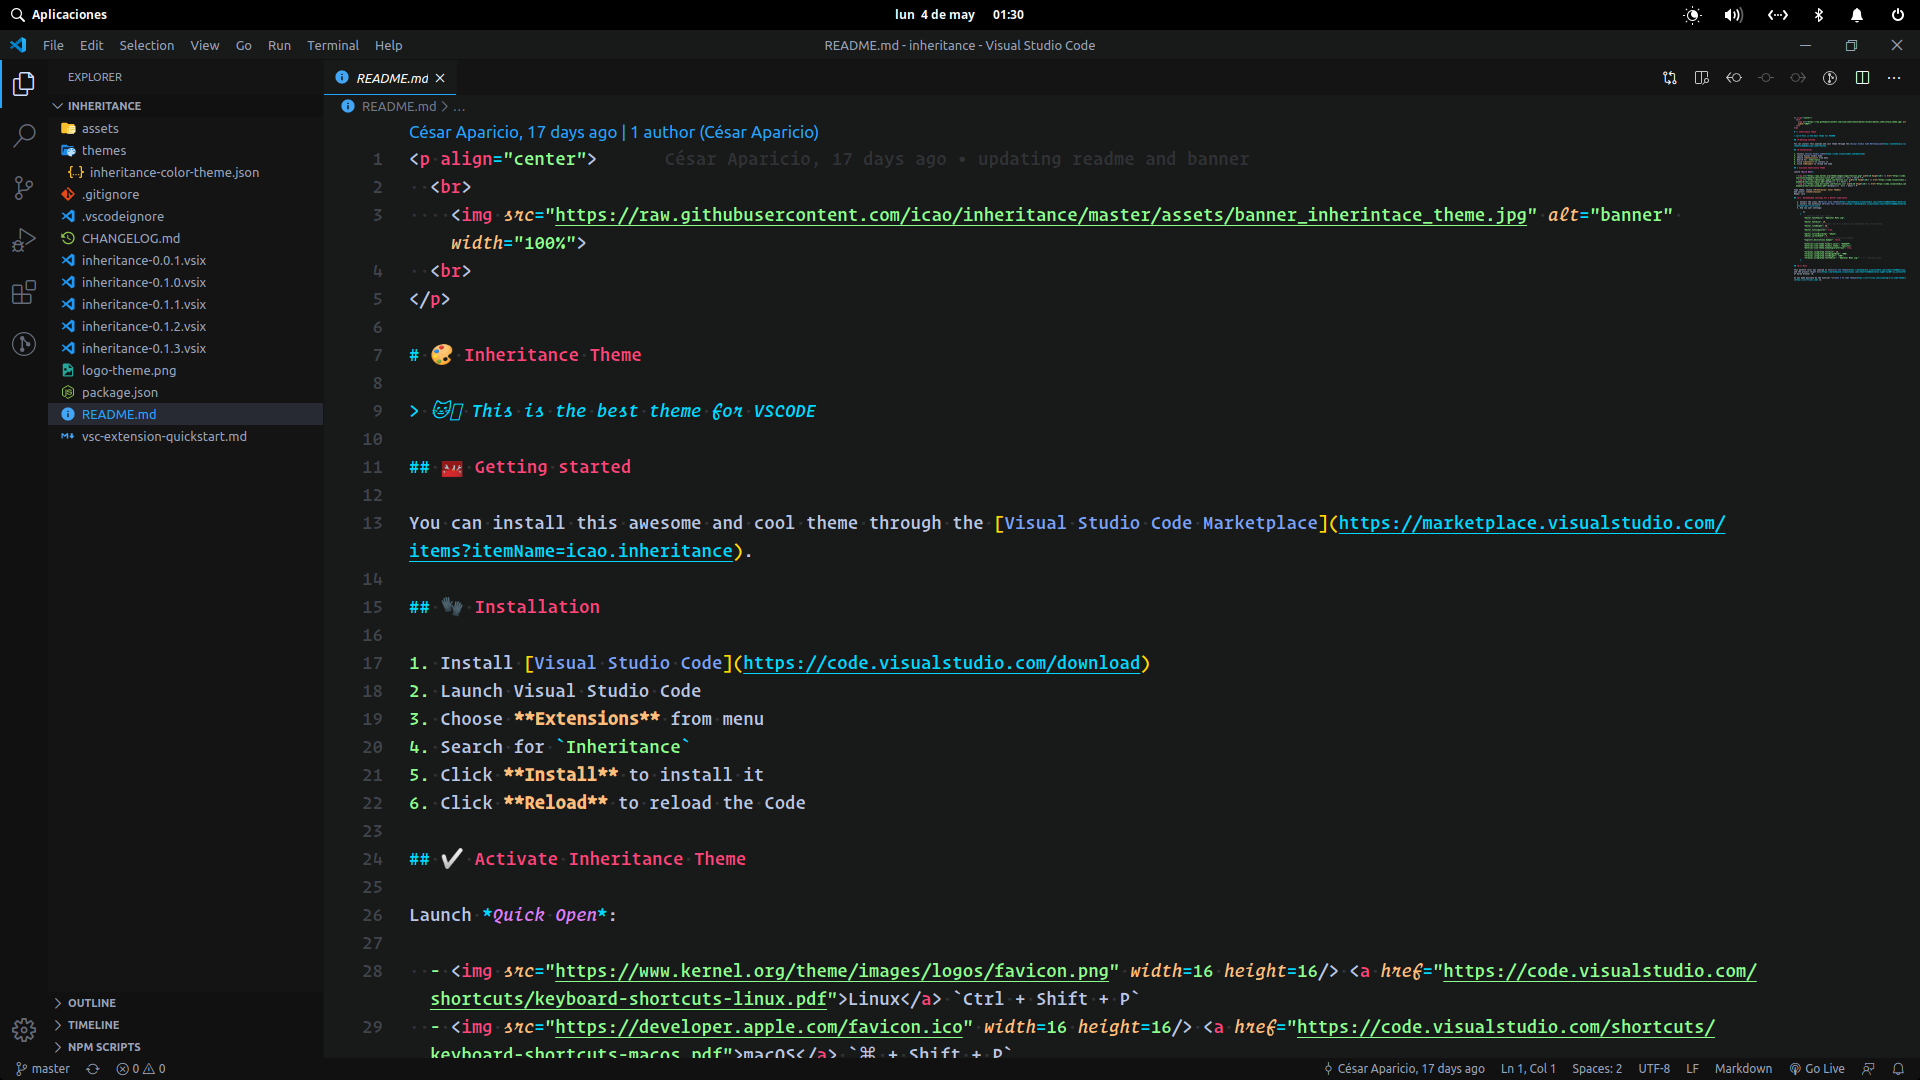 Aplicaciones
lun 4 de may 01:30
File Edit Selection View Go Run Terminal Help
README.md - inheritance - Visual Studio Code
EXPLORER
INHERITANCE
assets
themes
inheritance-color-theme.json
.gitignore
.vscodeignore
CHANGELOG.md
inheritance-0.0.1.vsix
inheritance-0.1.0.vsix
inheritance-0.1.1.vsix
inheritance-0.1.2.vsix
inheritance-0.1.3.vsix
logo-theme.png
package.json
README.md
vsc-extension-quickstart.md
OUTLINE
TIMELINE
NPM SCRIPTS
README.md
README.md > ...
César Aparicio, 17 days ago | 1 author (César Aparicio)
1 <p align="center"> César Aparicio, 17 days ago • updating readme and banner
2 <br>
3 <img src="https://raw.githubusercontent.com/icao/inheritance/master/assets/banner_inherintace_theme.jpg" alt="banner"
width="100%">
4 <br>
5 </p>
6
7 # 🎨 Inheritance Theme
8
9 > 🐱 This is the best theme for VSCODE
10
11 ## 🧰 Getting started
12
13 You can install this awesome and cool theme through the [Visual Studio Code Marketplace](https://marketplace.visualstudio.com/
items?itemName=icao.inheritance).
14
15 ## 🧤 Installation
16
17 1. Install [Visual Studio Code](https://code.visualstudio.com/download)
18 2. Launch Visual Studio Code
19 3. Choose **Extensions** from menu
20 4. Search for `Inheritance`
21 5. Click **Install** to install it
22 6. Click **Reload** to reload the Code
23
24 ## ✔ Activate Inheritance Theme
25
26 Launch *Quick Open*:
27
28 - <img src="https://www.kernel.org/theme/images/logos/favicon.png" width=16 height=16/> <a href="https://code.visualstudio.com/
shortcuts/keyboard-shortcuts-linux.pdf">Linux</a> `Ctrl + Shift + P`
29 - <img src="https://developer.apple.com/favicon.ico" width=16 height=16/> <a href="https://code.visualstudio.com/shortcuts/
keyboard-shortcuts-macos.pdf">macOS</a> `⌘ + Shift + P`
master 0 0 César Aparicio, 17 days ago Ln 1, Col 1 Spaces: 2 UTF-8 LF Markdown Go Live